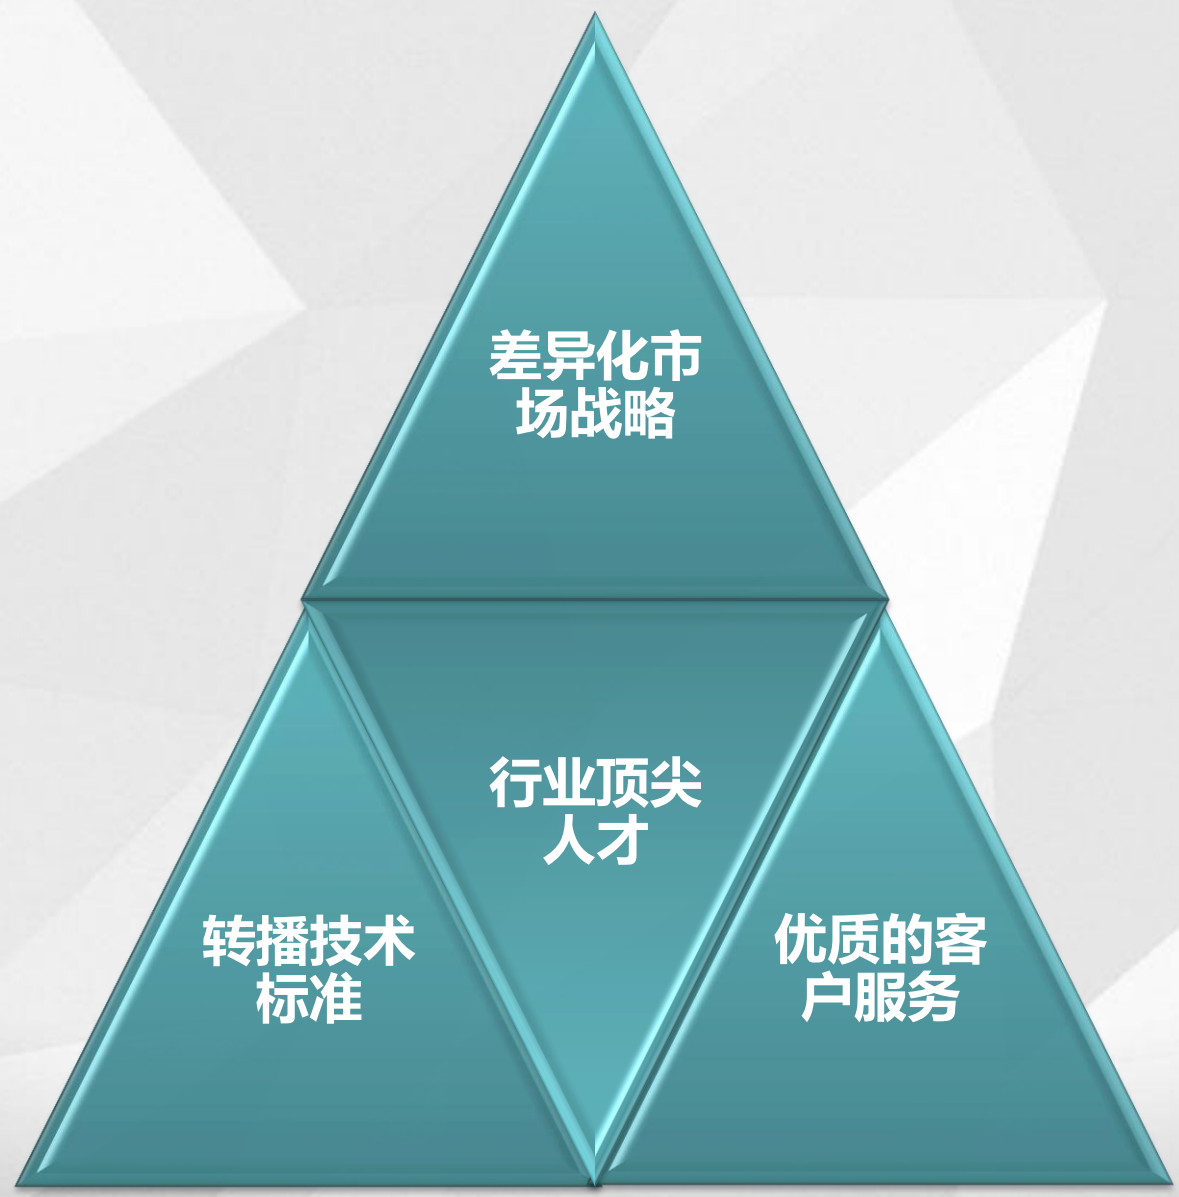 差异化市
场战略
行业顶尖
人才
转播技术
标准
优质的客
户服务